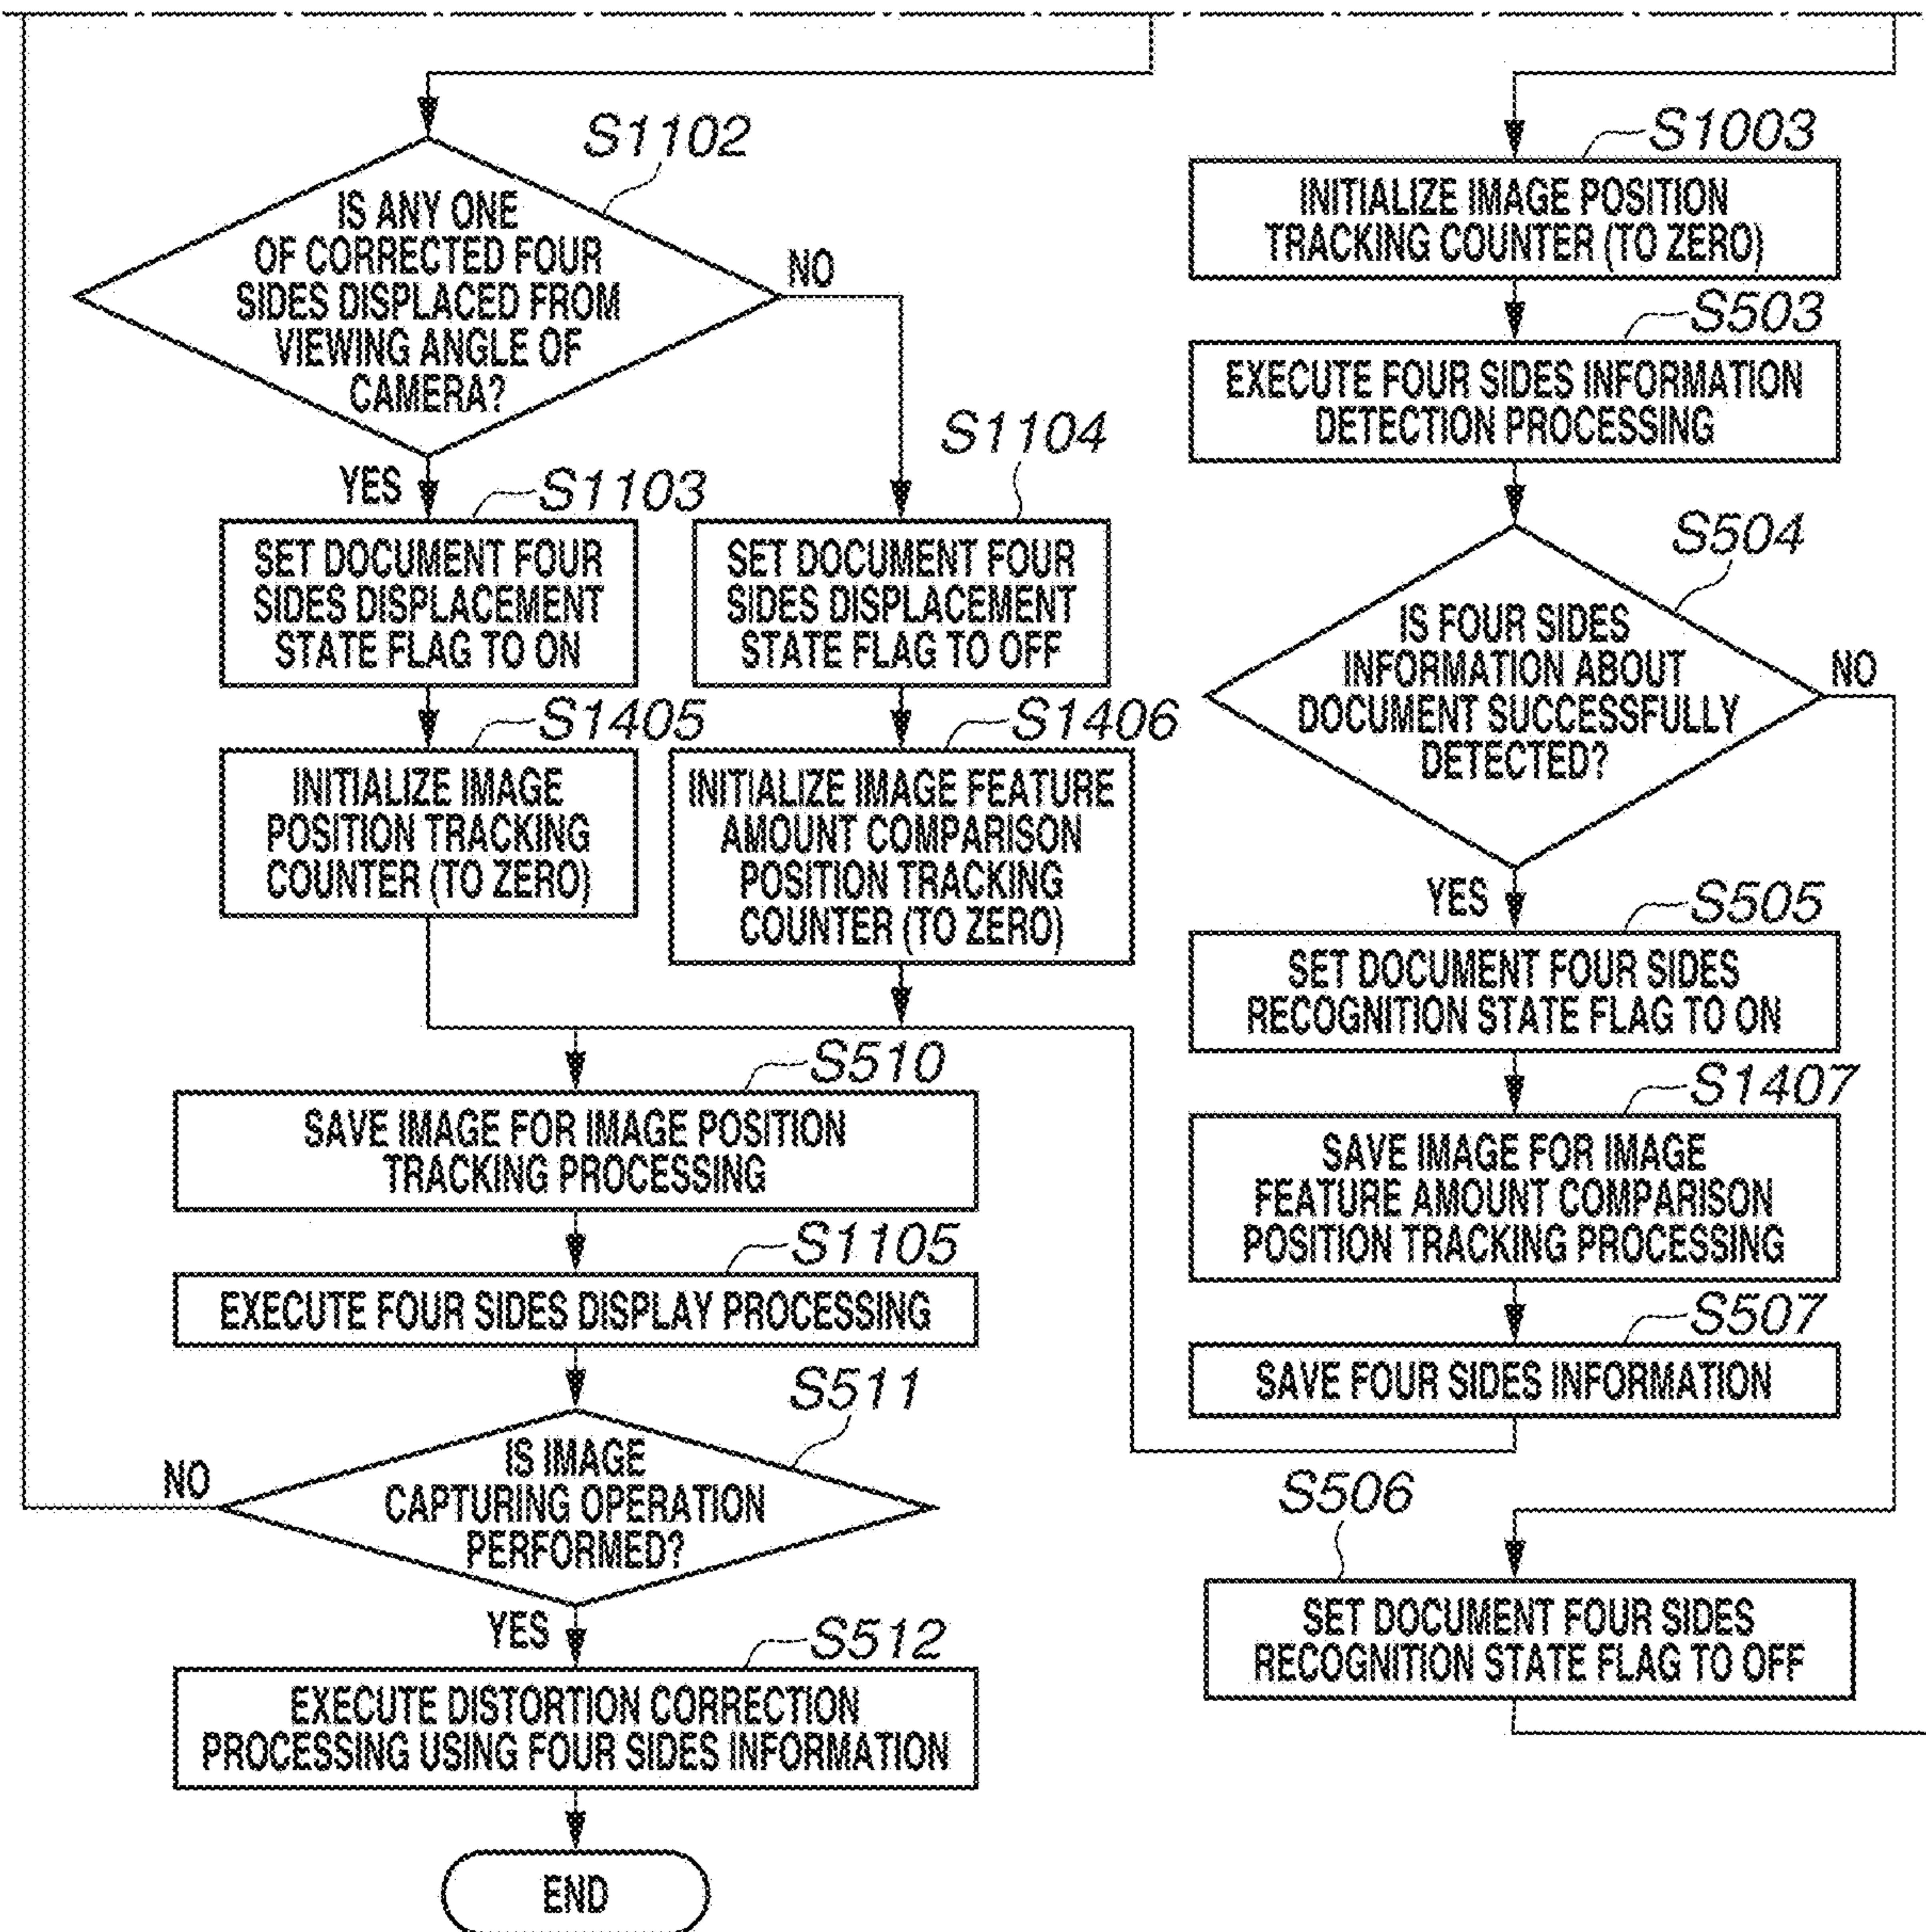 S1102
IS ANY ONE
OF CORRECTED FOUR
SIDES DISPLACED FROM
VIEWING ANGLE OF
CAMERA?
NO
YES
S1103
SET DOCUMENT FOUR
SIDES DISPLACEMENT
STATE FLAG TO ON
S1104
SET DOCUMENT FOUR
SIDES DISPLACEMENT
STATE FLAG TO OFF
S1405
INITIALIZE IMAGE
POSITION TRACKING
COUNTER (TO ZERO)
S1406
INITIALIZE IMAGE FEATURE
AMOUNT COMPARISON
POSITION TRACKING
COUNTER (TO ZERO)
S510
SAVE IMAGE FOR IMAGE POSITION
TRACKING PROCESSING
S1105
EXECUTE FOUR SIDES DISPLAY PROCESSING
S511
IS IMAGE
CAPTURING OPERATION
PERFORMED?
NO
YES
S512
EXECUTE DISTORTION CORRECTION
PROCESSING USING FOUR SIDES INFORMATION
END
S1003
INITIALIZE IMAGE POSITION
TRACKING COUNTER (TO ZERO)
S503
EXECUTE FOUR SIDES INFORMATION
DETECTION PROCESSING
S504
IS FOUR SIDES
INFORMATION ABOUT
DOCUMENT SUCCESSFULLY
DETECTED?
NO
YES
S505
SET DOCUMENT FOUR SIDES
RECOGNITION STATE FLAG TO ON
S1407
SAVE IMAGE FOR IMAGE
FEATURE AMOUNT COMPARISON
POSITION TRACKING PROCESSING
S507
SAVE FOUR SIDES INFORMATION
S506
SET DOCUMENT FOUR SIDES
RECOGNITION STATE FLAG TO OFF